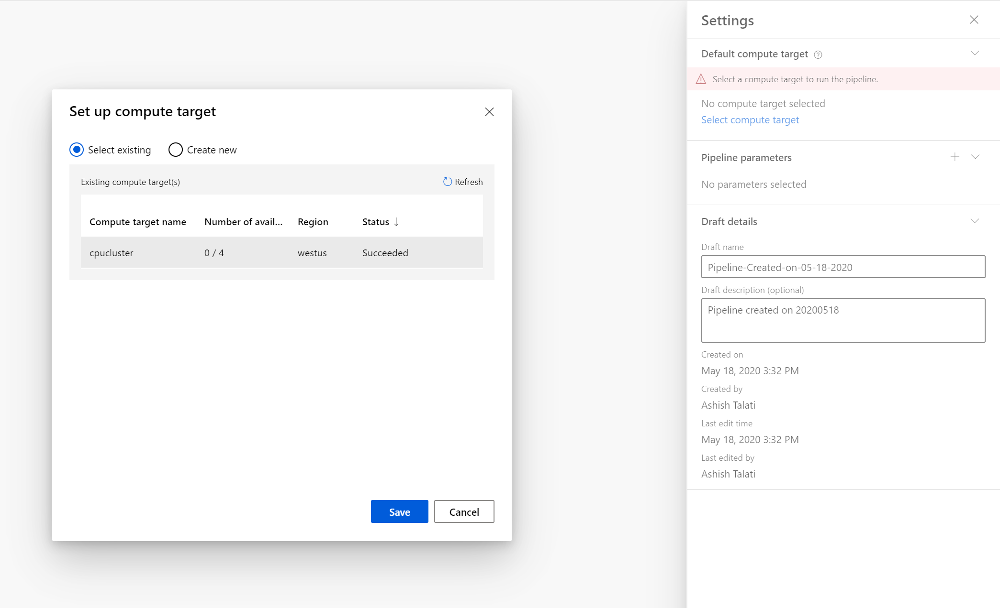 Set up compute target
Select existing
Create new
Existing compute target(s)
Refresh
Compute target name Number of avail... Region Status
cpucluster 0 / 4 westus Succeeded
Save
Cancel
Settings
Default compute target
Select a compute target to run the pipeline.
No compute target selected
Select compute target
Pipeline parameters
No parameters selected
Draft details
Draft name
Pipeline-Created-on-05-18-2020
Draft description (optional)
Pipeline created on 20200518
Created on
May 18, 2020 3:32 PM
Created by
Ashish Talati
Last edit time
May 18, 2020 3:32 PM
Last edited by
Ashish Talati